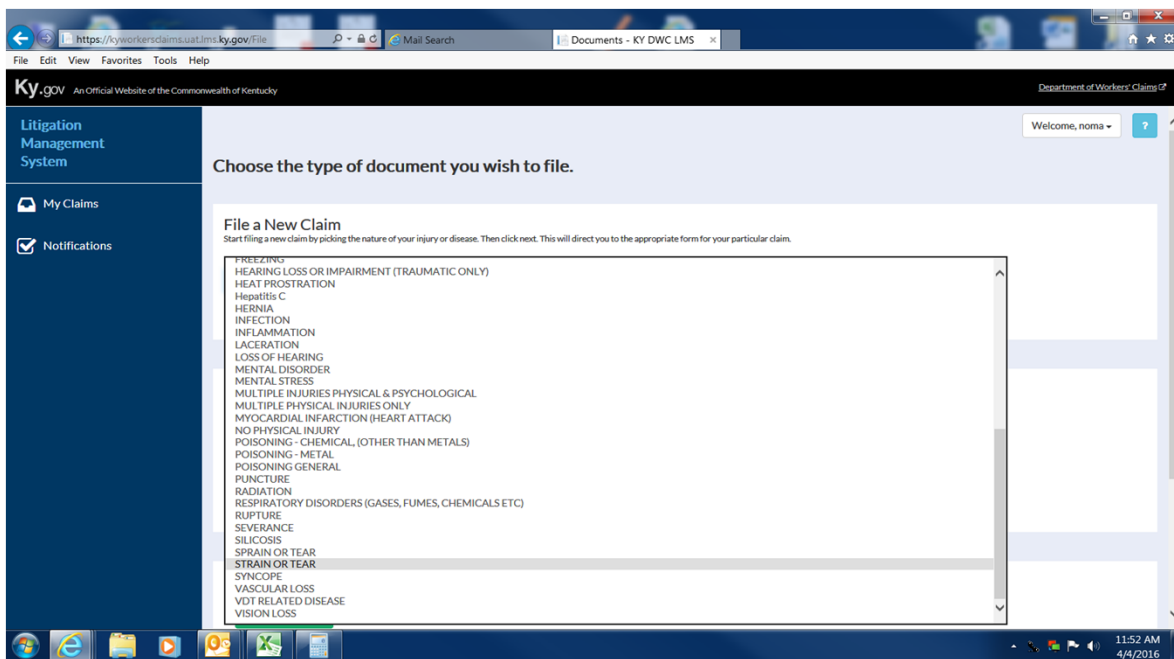 https://kyworkersclaims.uat.lms.ky.gov/File
Mail Search
Documents - KY DWC LMS
File Edit View Favorites Tools Help
Ky.gov An Official Website of the Commonwealth of Kentucky
Department of Workers' Claims
Litigation
Management
System
Welcome, noma
?
Choose the type of document you wish to file.
My Claims
Notifications
File a New Claim
Start filing a new claim by picking the nature of your injury or disease. Then click next. This will direct you to the appropriate form for your particular claim.
FREEZING
HEARING LOSS OR IMPAIRMENT (TRAUMATIC ONLY)
HEAT PROSTRATION
Hepatitis C
HERNIA
INFECTION
INFLAMMATION
LACERATION
LOSS OF HEARING
MENTAL DISORDER
MENTAL STRESS
MULTIPLE INJURIES PHYSICAL & PSYCHOLOGICAL
MULTIPLE PHYSICAL INJURIES ONLY
MYOCARDIAL INFARCTION (HEART ATTACK)
NO PHYSICAL INJURY
POISONING - CHEMICAL, (OTHER THAN METALS)
POISONING - METAL
POISONING GENERAL
PUNCTURE
RADIATION
RESPIRATORY DISORDERS (GASES, FUMES, CHEMICALS ETC)
RUPTURE
SEVERANCE
SILICOSIS
SPRAIN OR TEAR
STRAIN OR TEAR
SYNCOPE
VASCULAR LOSS
VDT RELATED DISEASE
VISION LOSS
11:52 AM
4/4/2016